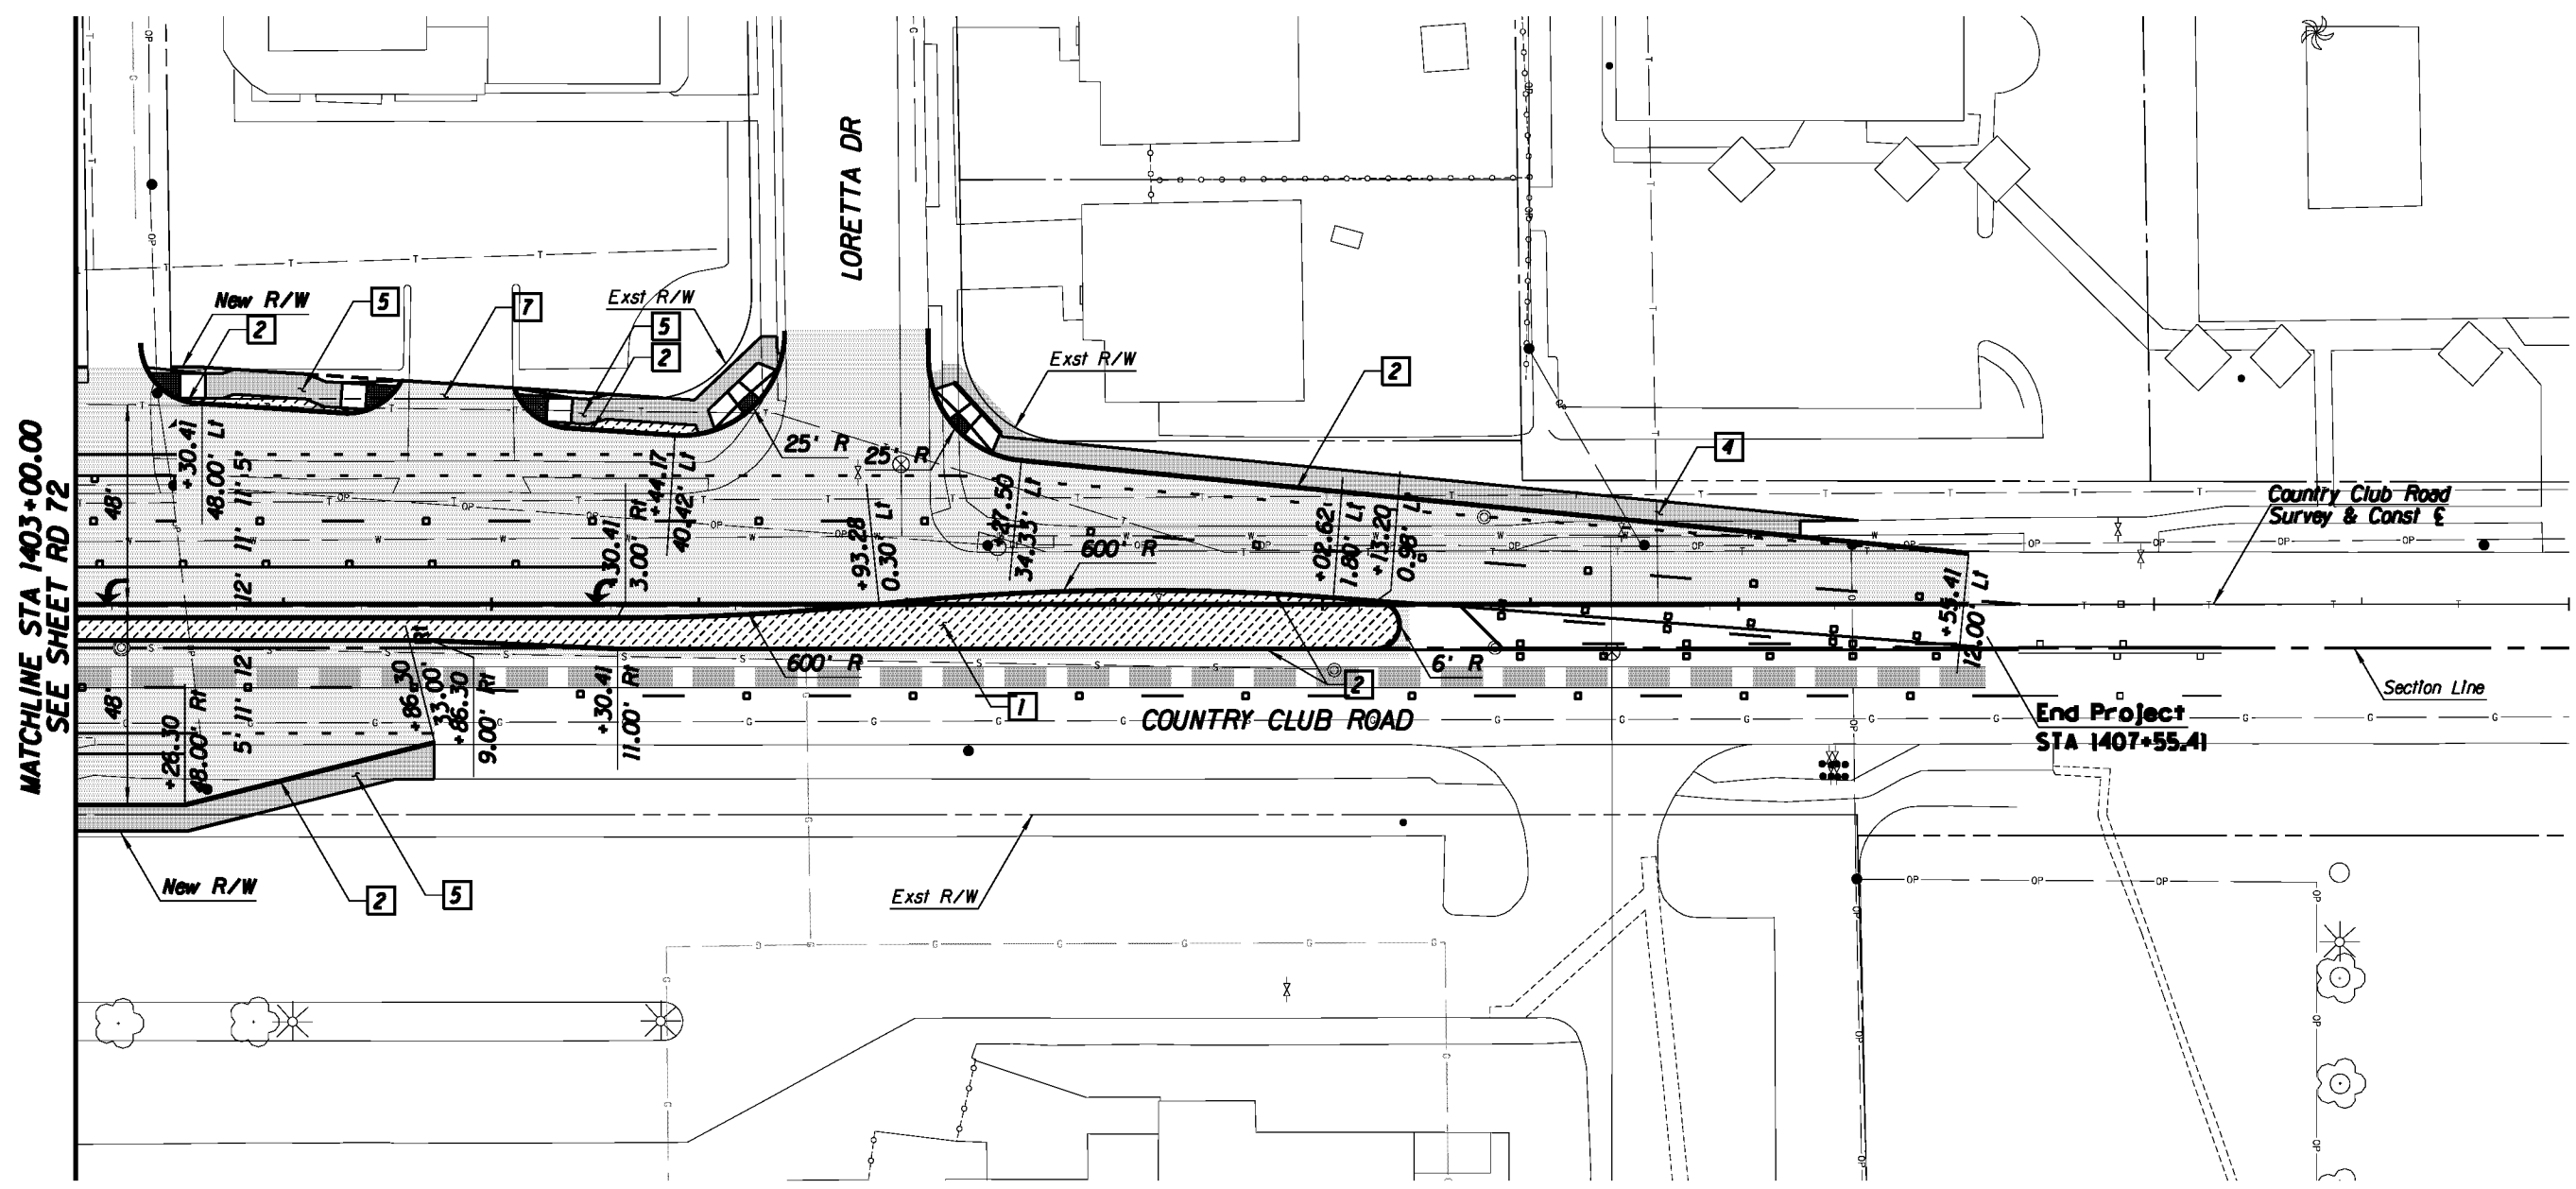 MATCHLINE STA 1403+00.00
SEE SHEET RD 72
LORETTA DR
New R/W
5
2
7
Exst R/W
5
2
Exst R/W
2
4
25' R
25' R
48'
+30.41
48.00' Lt
5'
11'
11'
12'
+44.17
40.42' Lt
+30.41
3.00' Rt
+93.28
0.30' Lt
+27.50
34.33' Lt
600' R
+02.62
1.80' Lt
+13.20
0.98' Lt
+55.41
12.00' Lt
Country Club Road
Survey & Const ℄
48'
+26.30
48.00' Rt
12'
11'
5'
+86.30
33.00' Rt
+86.30
9.00' Rt
+30.41
11.00' Rt
600' R
1
2
6' R
COUNTRY CLUB ROAD
Section Line
End Project
STA 1407+55.41
New R/W
2
5
Exst R/W